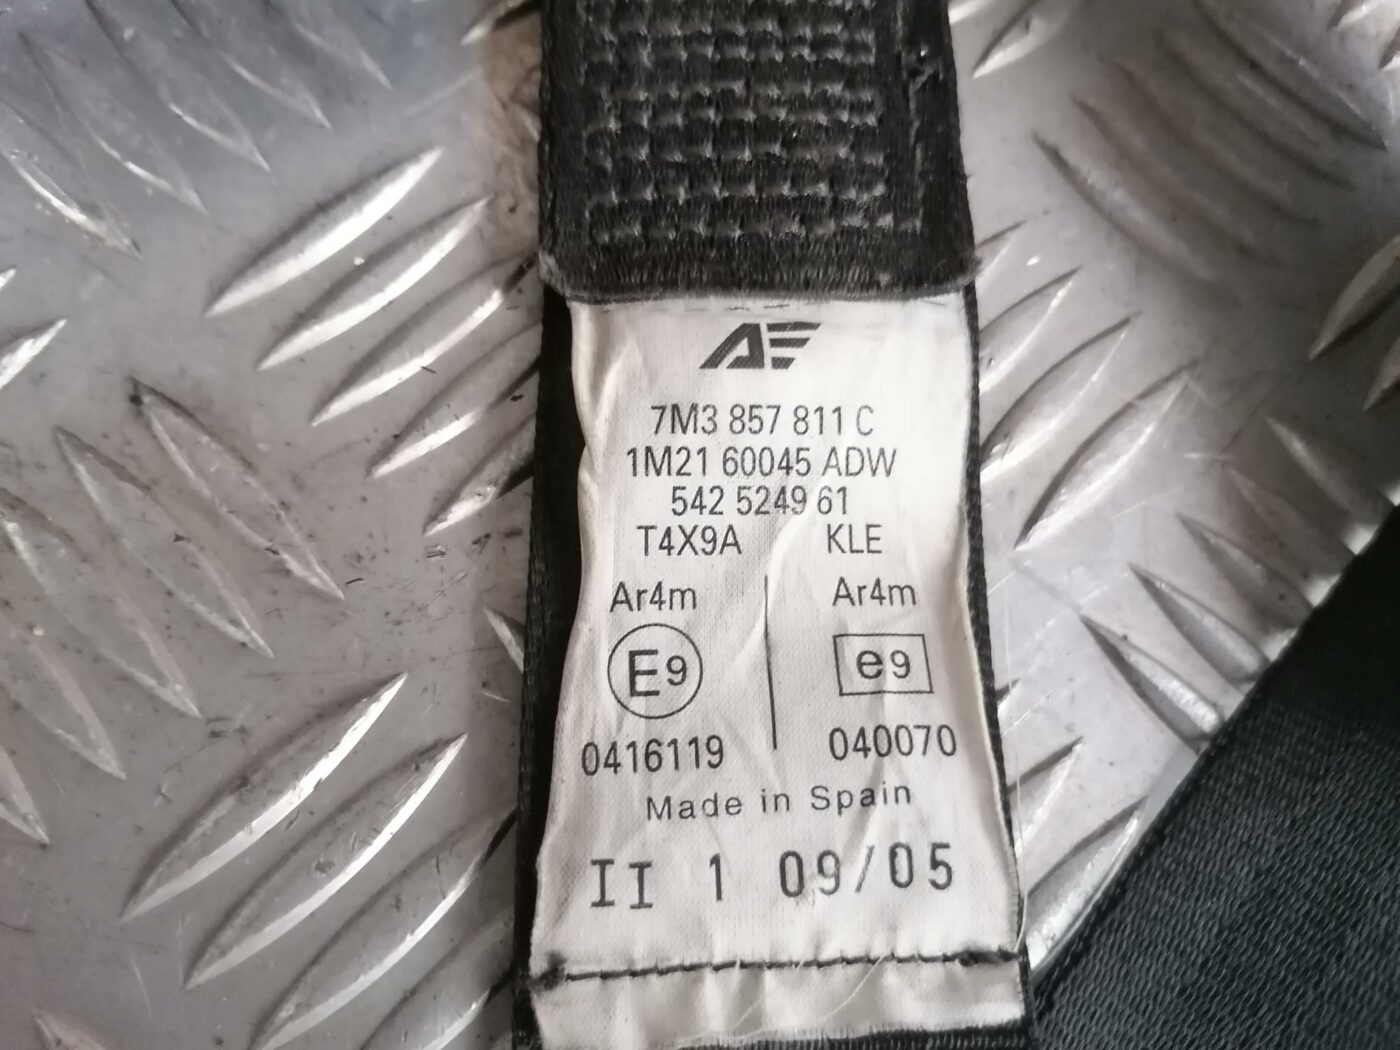 AE
7M3 857 811 C
1M21 60045 ADW
542 5249 61
T4X9A KLE
Ar4m Ar4m
E9 e9
0416119 040070
Made in Spain
II 1 09/05